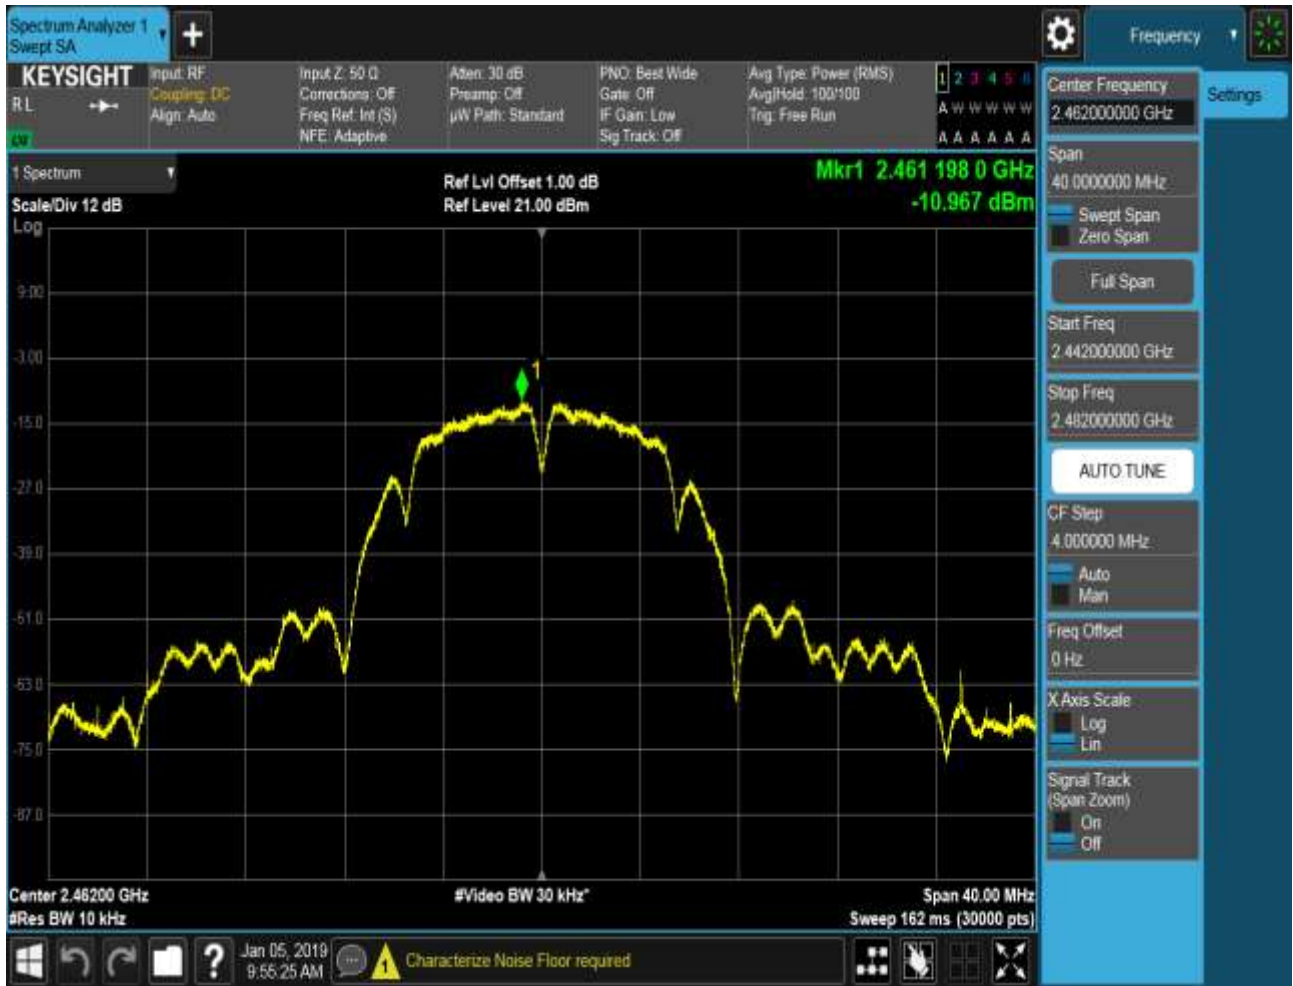 Spectrum Analyzer 1
Swept SA
+
Frequency
KEYSIGHT
RL
LXI
Input: RF
Coupling: DC
Align: Auto
Input Z: 50 Ω
Corrections: Off
Freq Ref: Int (S)
NFE: Adaptive
Atten: 30 dB
Preamp: Off
µW Path: Standard
PNO: Best Wide
Gate: Off
IF Gain: Low
Sig Track: Off
Avg Type: Power (RMS)
Avg|Hold: 100/100
Trig: Free Run
1 2 3 4 5 6
A W W W W W
A A A A A A
1 Spectrum
Scale/Div 12 dB
Log
Ref Lvl Offset 1.00 dB
Ref Level 21.00 dBm
Mkr1 2.461 198 0 GHz
-10.967 dBm
9.00
-3.00
-15.0
-27.0
-39.0
-51.0
-63.0
-75.0
-87.0
1
Center 2.46200 GHz
#Res BW 10 kHz
#Video BW 30 kHz*
Span 40.00 MHz
Sweep 162 ms (30000 pts)
Center Frequency
2.462000000 GHz
Settings
Span
40.0000000 MHz
Swept Span
Zero Span
Full Span
Start Freq
2.442000000 GHz
Stop Freq
2.482000000 GHz
AUTO TUNE
CF Step
4.000000 MHz
Auto
Man
Freq Offset
0 Hz
X Axis Scale
Log
Lin
Signal Track
(Span Zoom)
On
Off
?
Jan 05, 2019
9:55:25 AM
1
Characterize Noise Floor required